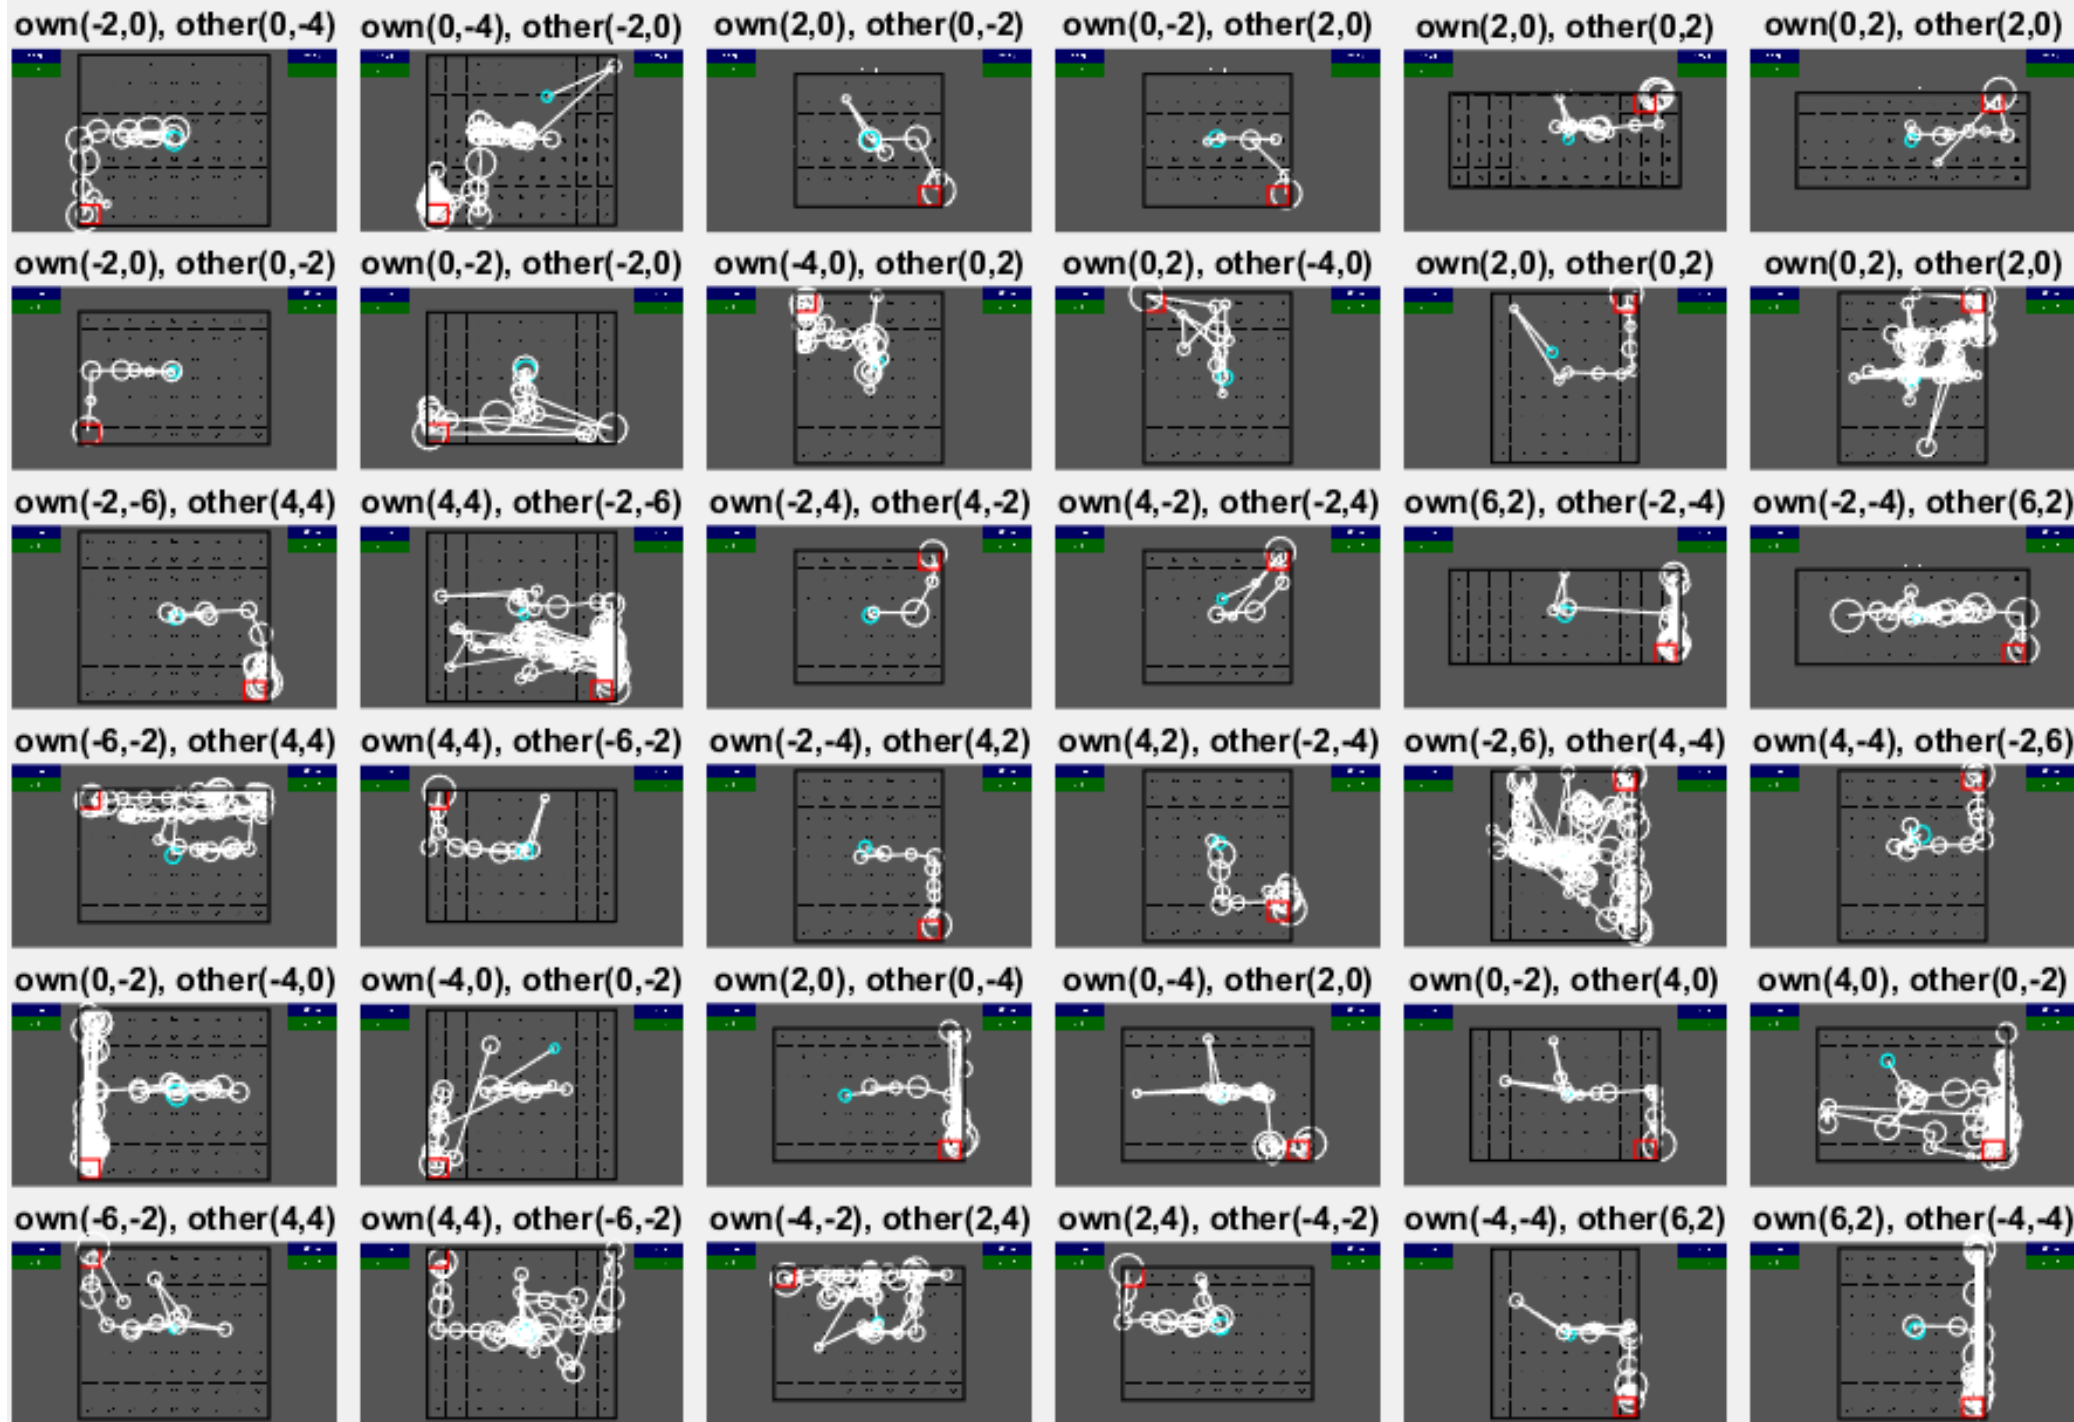 own(-2,0), other(0,-4) own(0,-4), other(-2,0) own(2,0), other(0,-2) own(0,-2), other(2,0) own(2,0), other(0,2) own(0,2), other(2,0)
own(-2,0), other(0,-2) own(0,-2), other(-2,0) own(-4,0), other(0,2) own(0,2), other(-4,0) own(2,0), other(0,2) own(0,2), other(2,0)
own(-2,-6), other(4,4) own(4,4), other(-2,-6) own(-2,4), other(4,-2) own(4,-2), other(-2,4) own(6,2), other(-2,-4) own(-2,-4), other(6,2)
own(-6,-2), other(4,4) own(4,4), other(-6,-2) own(-2,-4), other(4,2) own(4,2), other(-2,-4) own(-2,6), other(4,-4) own(4,-4), other(-2,6)
own(0,-2), other(-4,0) own(-4,0), other(0,-2) own(2,0), other(0,-4) own(0,-4), other(2,0) own(0,-2), other(4,0) own(4,0), other(0,-2)
own(-6,-2), other(4,4) own(4,4), other(-6,-2) own(-4,-2), other(2,4) own(2,4), other(-4,-2) own(-4,-4), other(6,2) own(6,2), other(-4,-4)